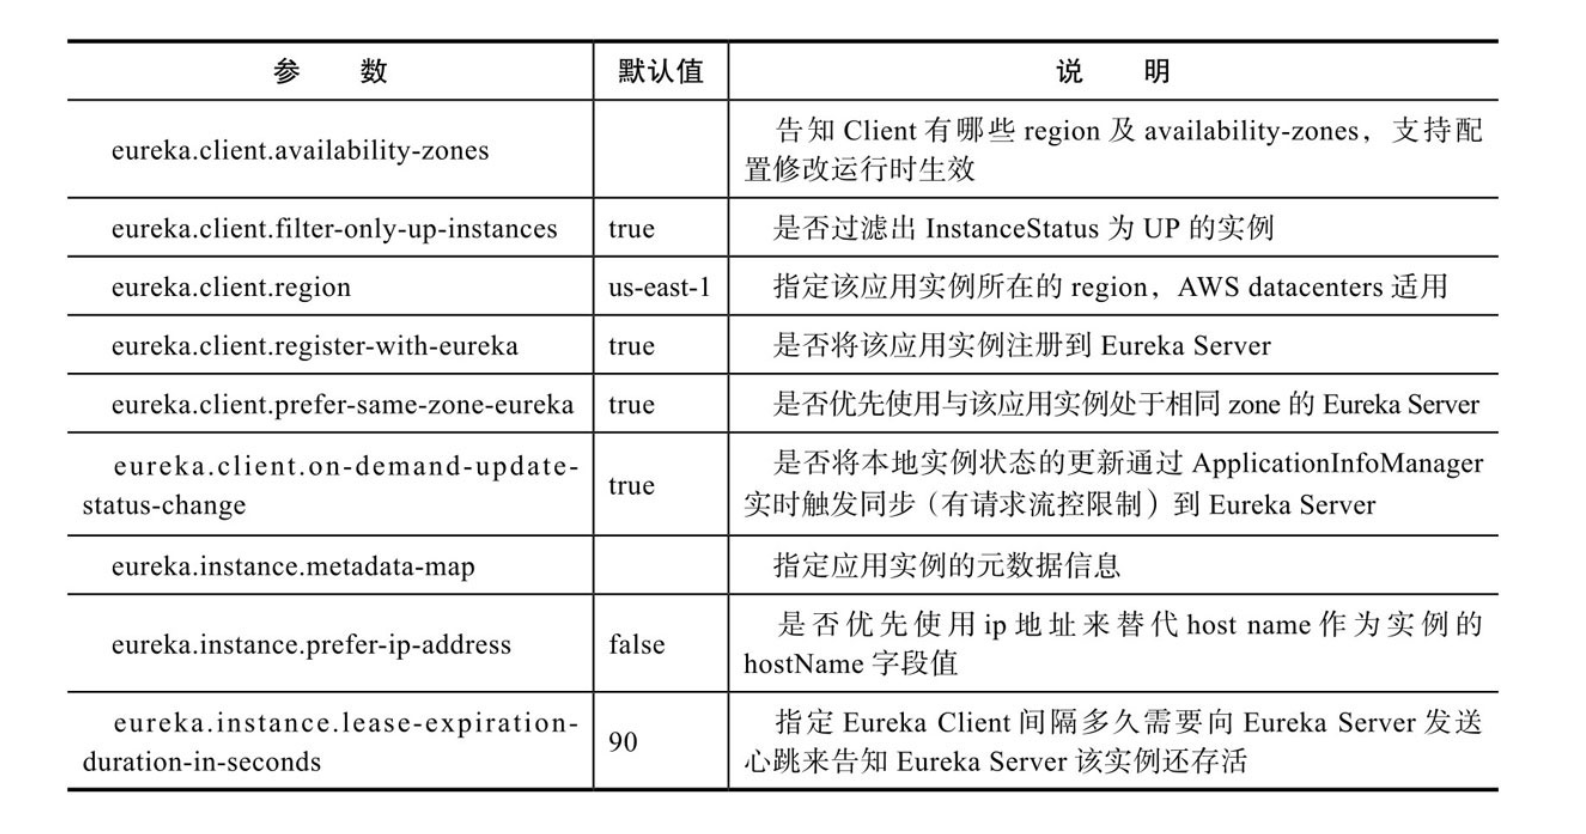 参 数 默认值 说 明
eureka.client.availability-zones
告知 Client 有哪些 region 及 availability-zones，支持配
置修改运行时生效
eureka.client.filter-only-up-instances true 是否过滤出 InstanceStatus 为 UP 的实例
eureka.client.region us-east-1 指定该应用实例所在的 region，AWS datacenters 适用
eureka.client.register-with-eureka true 是否将该应用实例注册到 Eureka Server
eureka.client.prefer-same-zone-eureka true 是否优先使用与该应用实例处于相同 zone 的 Eureka Server
eureka.client.on-demand-update-
status-change
true
是否将本地实例状态的更新通过 ApplicationInfoManager
实时触发同步（有请求流控限制）到 Eureka Server
eureka.instance.metadata-map 指定应用实例的元数据信息
eureka.instance.prefer-ip-address false
是否优先使用 ip 地址来替代 host name 作为实例的
hostName 字段值
eureka.instance.lease-expiration-
duration-in-seconds
90
指定 Eureka Client 间隔多久需要向 Eureka Server 发送
心跳来告知 Eureka Server 该实例还存活